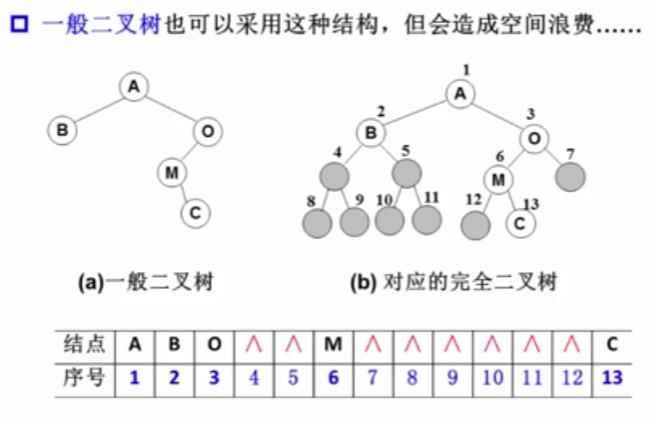 一般二叉树也可以采用这种结构，但会造成空间浪费……
A
B
O
M
C
1
A
2
3
B
O
4
5
6
7
M
8
9
10
11
12
13
C
(a)一般二叉树
(b) 对应的完全二叉树
结点 A B O ∧ ∧ M ∧ ∧ ∧ ∧ ∧ ∧ C
序号 1 2 3 4 5 6 7 8 9 10 11 12 13